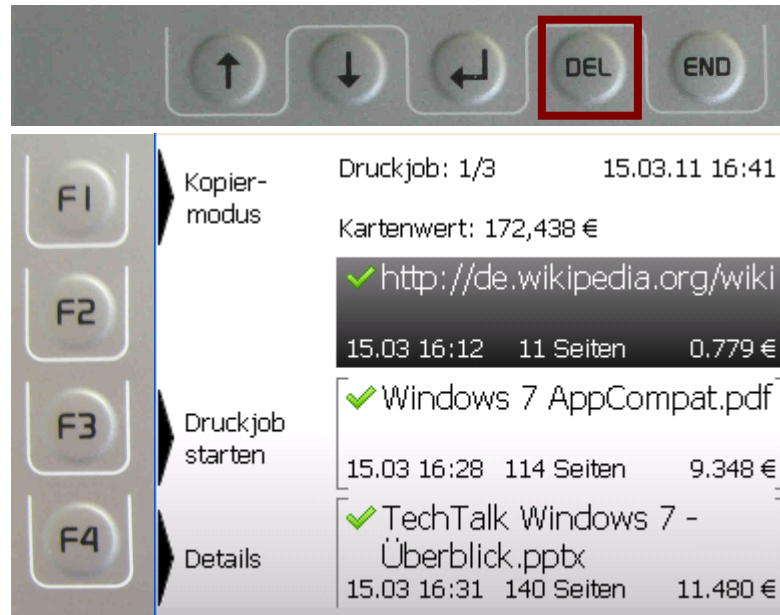 DEL
END
F1
Kopier-
modus
Druckjob: 1/3 15.03.11 16:41
Kartenwert: 172,438 €
F2
http://de.wikipedia.org/wiki
15.03 16:12 11 Seiten 0.779 €
F3
Druckjob
starten
Windows 7 AppCompat.pdf
15.03 16:28 114 Seiten 9.348 €
F4
Details
TechTalk Windows 7 -
Überblick.pptx
15.03 16:31 140 Seiten 11.480 €